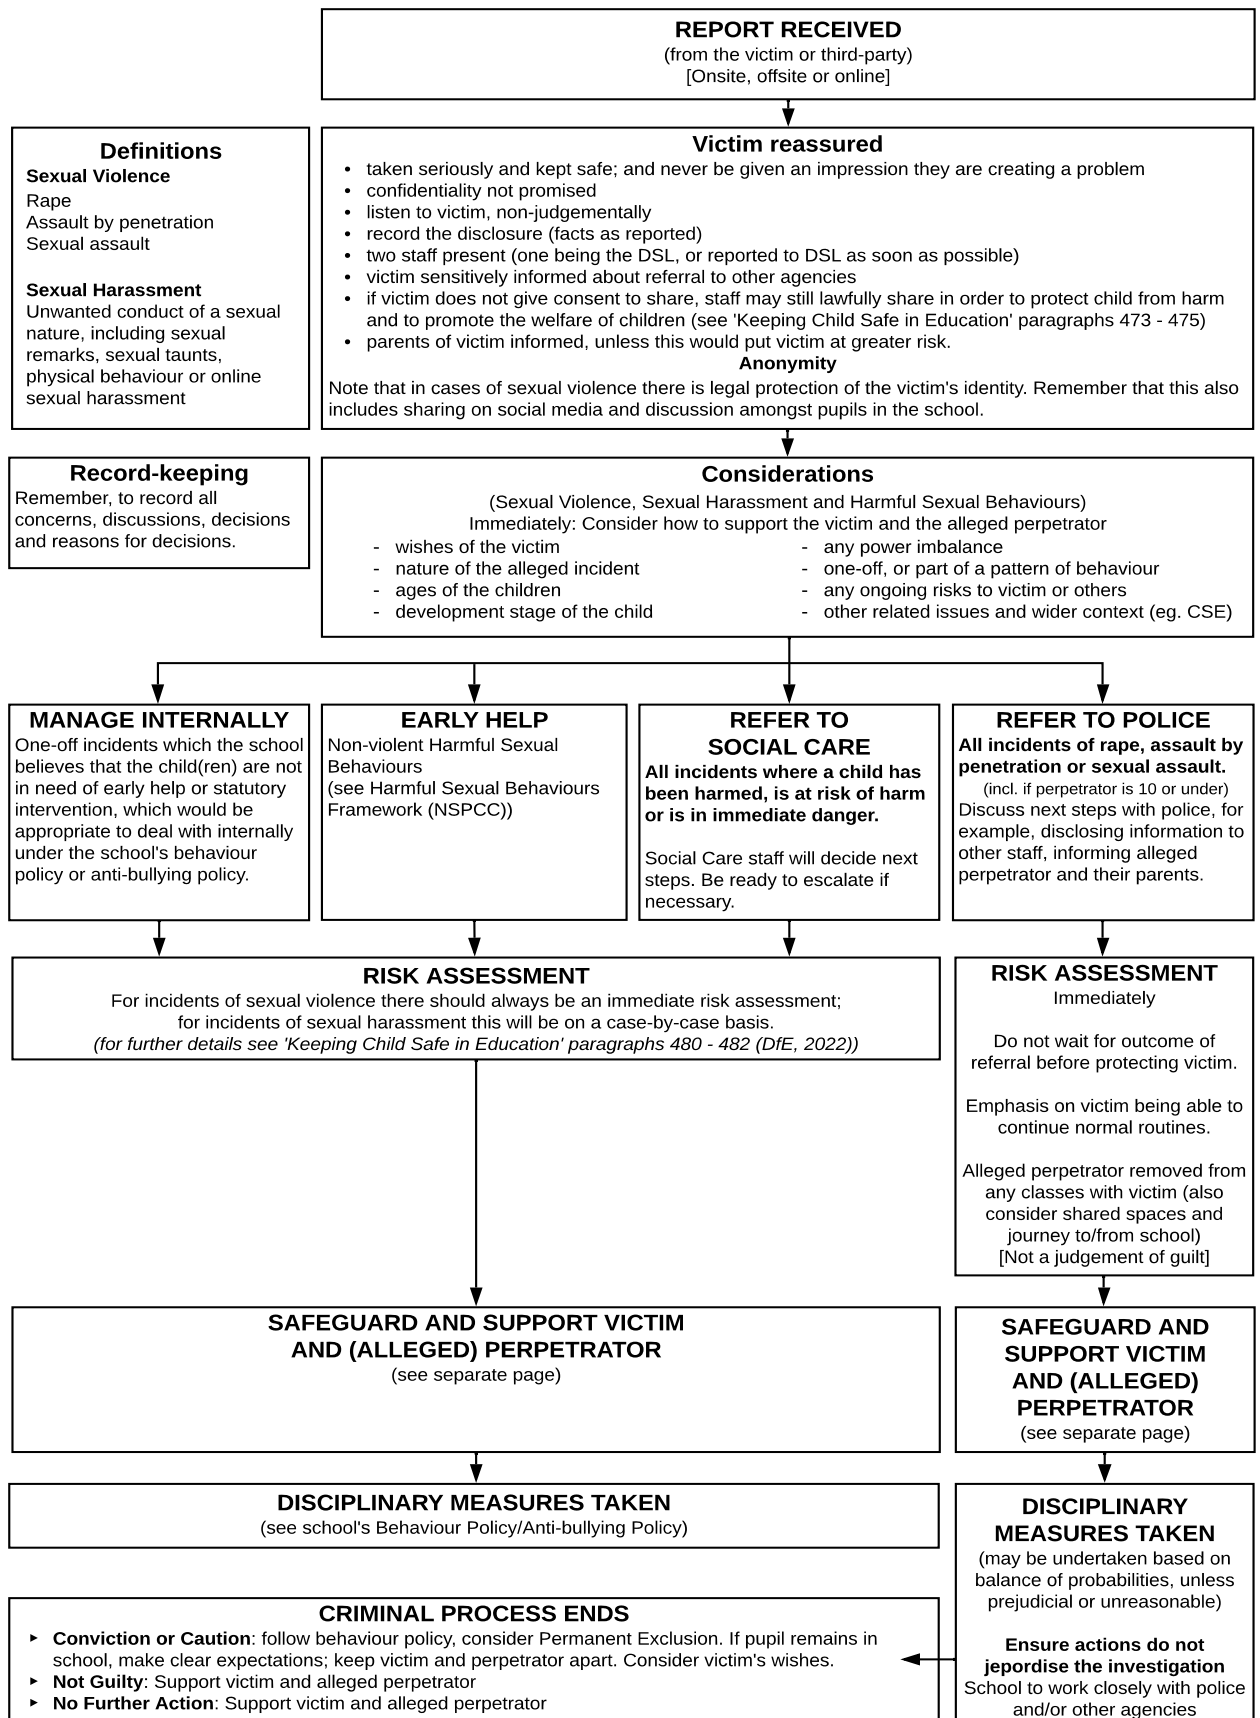 REPORT RECEIVED
(from the victim or third-party)
[Onsite, offsite or online]
Definitions
Sexual Violence
Rape
Assault by penetration
Sexual assault
Sexual Harassment
Unwanted conduct of a sexual
nature, including sexual
remarks, sexual taunts,
physical behaviour or online
sexual harassment
Victim reassured
• taken seriously and kept safe; and never be given an impression they are creating a problem
• confidentiality not promised
• listen to victim, non-judgementally
• record the disclosure (facts as reported)
• two staff present (one being the DSL, or reported to DSL as soon as possible)
• victim sensitively informed about referral to other agencies
• if victim does not give consent to share, staff may still lawfully share in order to protect child from harm
and to promote the welfare of children (see 'Keeping Child Safe in Education' paragraphs 473 - 475)
• parents of victim informed, unless this would put victim at greater risk.
Anonymity
Note that in cases of sexual violence there is legal protection of the victim's identity. Remember that this also
includes sharing on social media and discussion amongst pupils in the school.
Record-keeping
Remember, to record all
concerns, discussions, decisions
and reasons for decisions.
Considerations
(Sexual Violence, Sexual Harassment and Harmful Sexual Behaviours)
Immediately: Consider how to support the victim and the alleged perpetrator
- wishes of the victim
- nature of the alleged incident
- ages of the children
- development stage of the child
- any power imbalance
- one-off, or part of a pattern of behaviour
- any ongoing risks to victim or others
- other related issues and wider context (eg. CSE)
MANAGE INTERNALLY
One-off incidents which the school
believes that the child(ren) are not
in need of early help or statutory
intervention, which would be
appropriate to deal with internally
under the school's behaviour
policy or anti-bullying policy.
EARLY HELP
Non-violent Harmful Sexual
Behaviours
(see Harmful Sexual Behaviours
Framework (NSPCC))
REFER TO
SOCIAL CARE
All incidents where a child has
been harmed, is at risk of harm
or is in immediate danger.
Social Care staff will decide next
steps. Be ready to escalate if
necessary.
REFER TO POLICE
All incidents of rape, assault by
penetration or sexual assault.
(incl. if perpetrator is 10 or under)
Discuss next steps with police, for
example, disclosing information to
other staff, informing alleged
perpetrator and their parents.
RISK ASSESSMENT
For incidents of sexual violence there should always be an immediate risk assessment;
for incidents of sexual harassment this will be on a case-by-case basis.
(for further details see 'Keeping Child Safe in Education' paragraphs 480 - 482 (DfE, 2022))
RISK ASSESSMENT
Immediately
Do not wait for outcome of
referral before protecting victim.
Emphasis on victim being able to
continue normal routines.
Alleged perpetrator removed from
any classes with victim (also
consider shared spaces and
journey to/from school)
[Not a judgement of guilt]
SAFEGUARD AND SUPPORT VICTIM
AND (ALLEGED) PERPETRATOR
(see separate page)
SAFEGUARD AND
SUPPORT VICTIM
AND (ALLEGED)
PERPETRATOR
(see separate page)
DISCIPLINARY MEASURES TAKEN
(see school's Behaviour Policy/Anti-bullying Policy)
DISCIPLINARY
MEASURES TAKEN
(may be undertaken based on
balance of probabilities, unless
prejudicial or unreasonable)
Ensure actions do not
jepordise the investigation
School to work closely with police
and/or other agencies
CRIMINAL PROCESS ENDS
‣ Conviction or Caution: follow behaviour policy, consider Permanent Exclusion. If pupil remains in
school, make clear expectations; keep victim and perpetrator apart. Consider victim's wishes.
‣ Not Guilty: Support victim and alleged perpetrator
‣ No Further Action: Support victim and alleged perpetrator